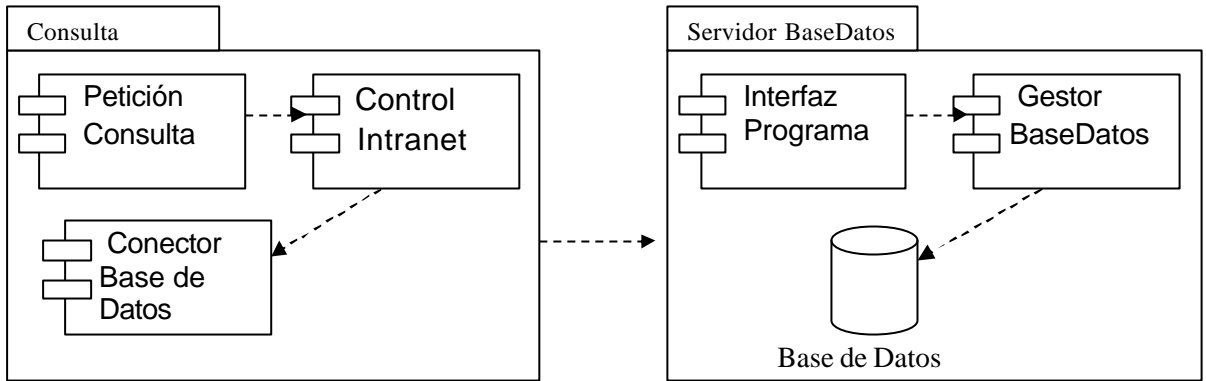 Consulta
Petición
Consulta
Control
Intranet
Conector
Base de
Datos
Servidor BaseDatos
Interfaz
Programa
Gestor
BaseDatos
Base de Datos